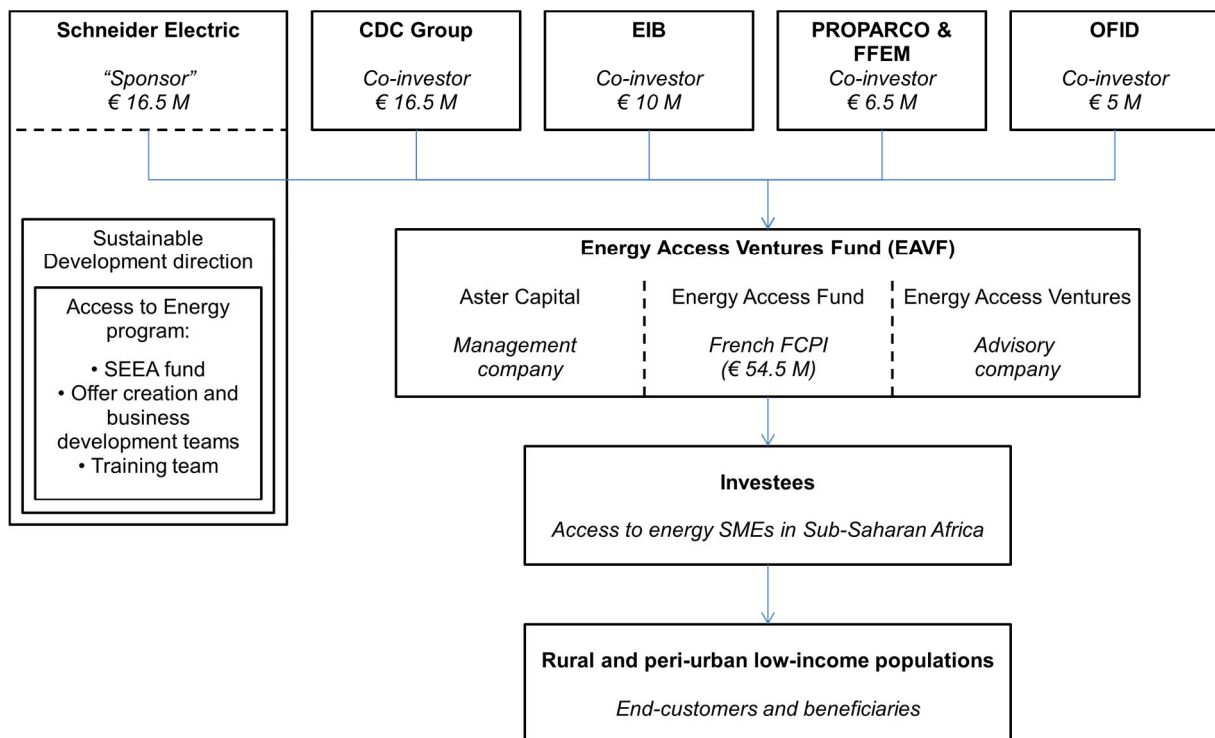 Schneider Electric
“Sponsor”
€ 16.5 M
CDC Group
Co-investor
€ 16.5 M
EIB
Co-investor
€ 10 M
PROPARCO &
FFEM
Co-investor
€ 6.5 M
OFID
Co-investor
€ 5 M
Sustainable
Development direction
Access to Energy
program:
• SEEA fund
• Offer creation and
business
development teams
• Training team
Energy Access Ventures Fund (EAVF)
Aster Capital
Management
company
Energy Access Fund
French FCPI
(€ 54.5 M)
Energy Access Ventures
Advisory
company
Investees
Access to energy SMEs in Sub-Saharan Africa
Rural and peri-urban low-income populations
End-customers and beneficiaries